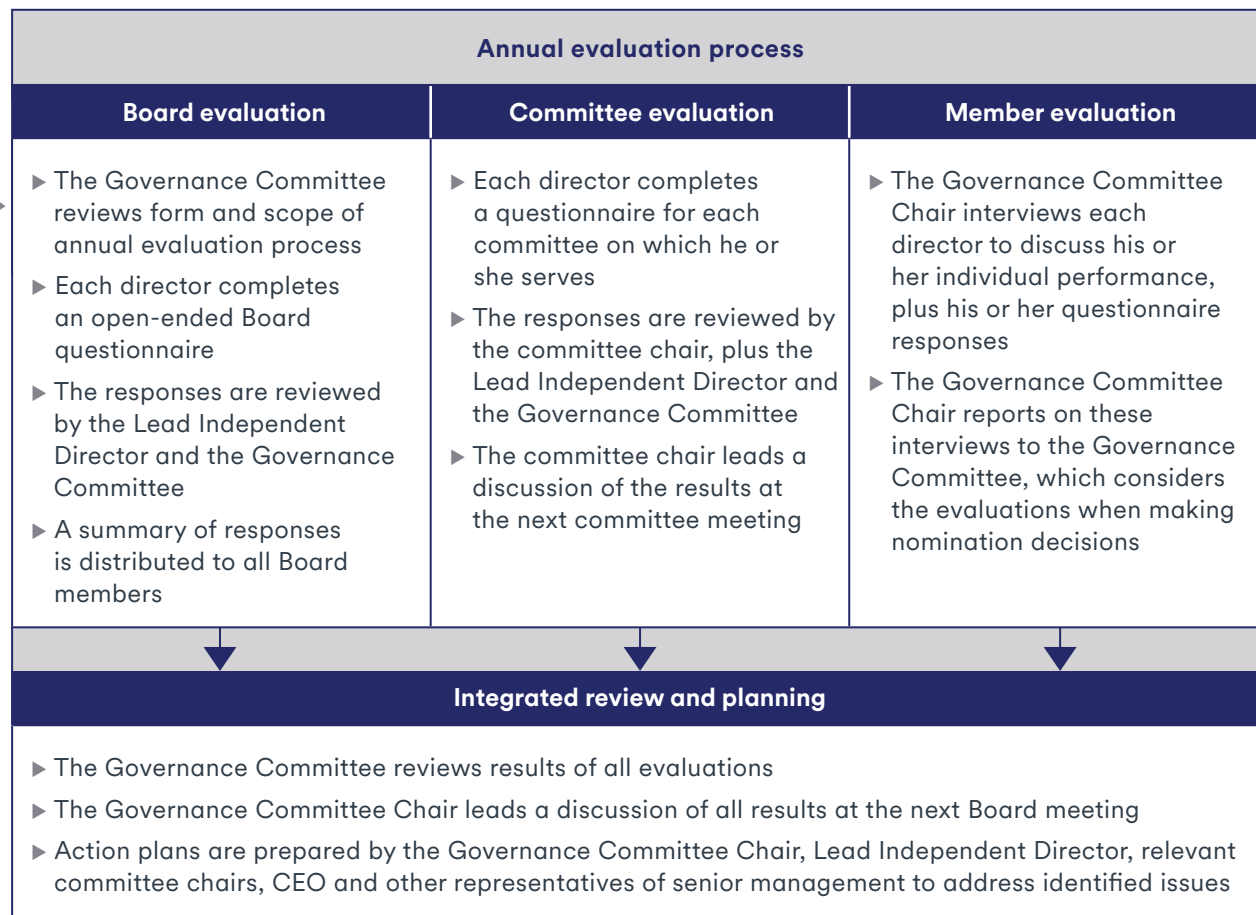 Annual evaluation process
Board evaluation
▶ The Governance Committee
reviews form and scope of
annual evaluation process
▶ Each director completes
an open-ended Board
questionnaire
▶ The responses are reviewed
by the Lead Independent
Director and the Governance
Committee
▶ A summary of responses
is distributed to all Board
members
Committee evaluation
▶ Each director completes
a questionnaire for each
committee on which he or
she serves
▶ The responses are reviewed by
the committee chair, plus the
Lead Independent Director and
the Governance Committee
▶ The committee chair leads a
discussion of the results at
the next committee meeting
Member evaluation
▶ The Governance Committee
Chair interviews each
director to discuss his or
her individual performance,
plus his or her questionnaire
responses
▶ The Governance Committee
Chair reports on these
interviews to the Governance
Committee, which considers
the evaluations when making
nomination decisions
Integrated review and planning
▶ The Governance Committee reviews results of all evaluations
▶ The Governance Committee Chair leads a discussion of all results at the next Board meeting
▶ Action plans are prepared by the Governance Committee Chair, Lead Independent Director, relevant
committee chairs, CEO and other representatives of senior management to address identified issues